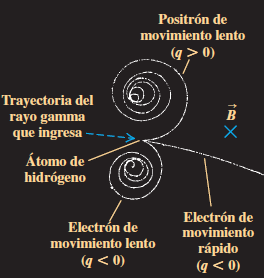 Positrón de
movimiento lento
(q > 0)
Trayectoria del
rayo gamma
que ingresa
B⃗
Átomo de
hidrógeno
Electrón de
movimiento lento
(q < 0)
Electrón de
movimiento
rápido
(q < 0)